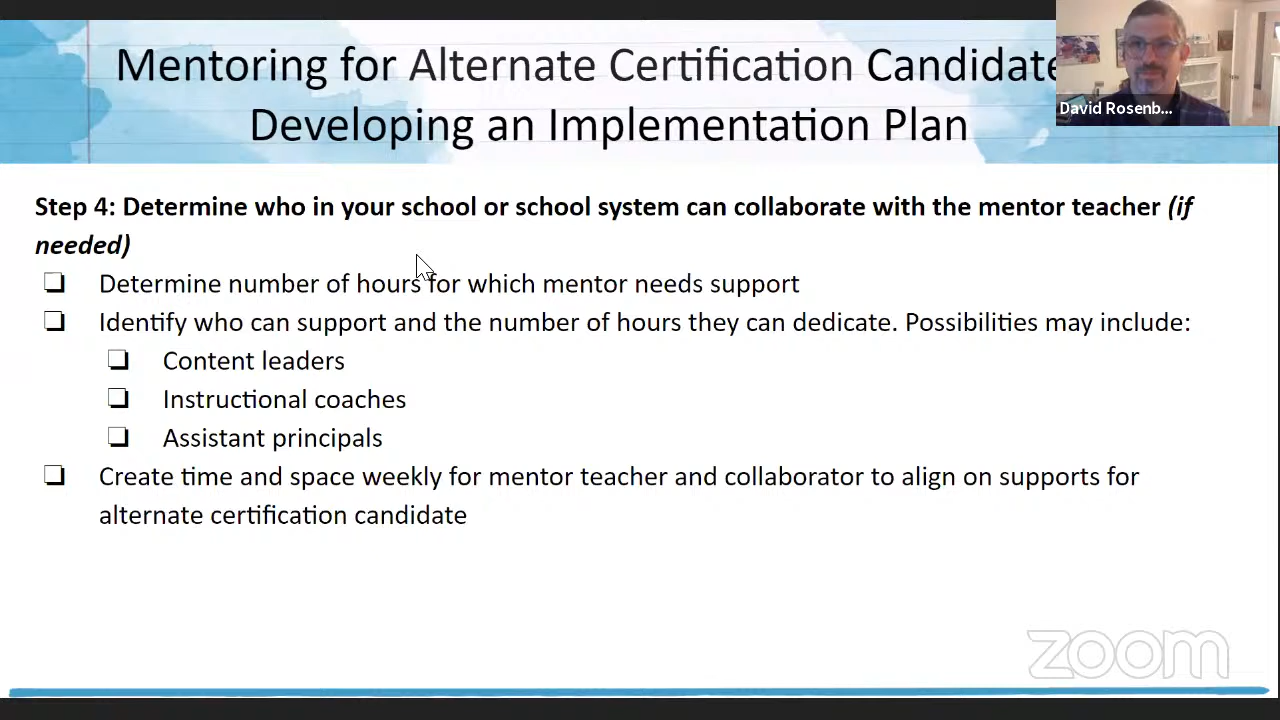 Mentoring for Alternate Certification Candidate
Developing an Implementation Plan
David Rosenb...
Step 4: Determine who in your school or school system can collaborate with the mentor teacher (if
needed)
❏ Determine number of hours for which mentor needs support
❏ Identify who can support and the number of hours they can dedicate. Possibilities may include:
❏ Content leaders
❏ Instructional coaches
❏ Assistant principals
❏ Create time and space weekly for mentor teacher and collaborator to align on supports for
alternate certification candidate
zoom